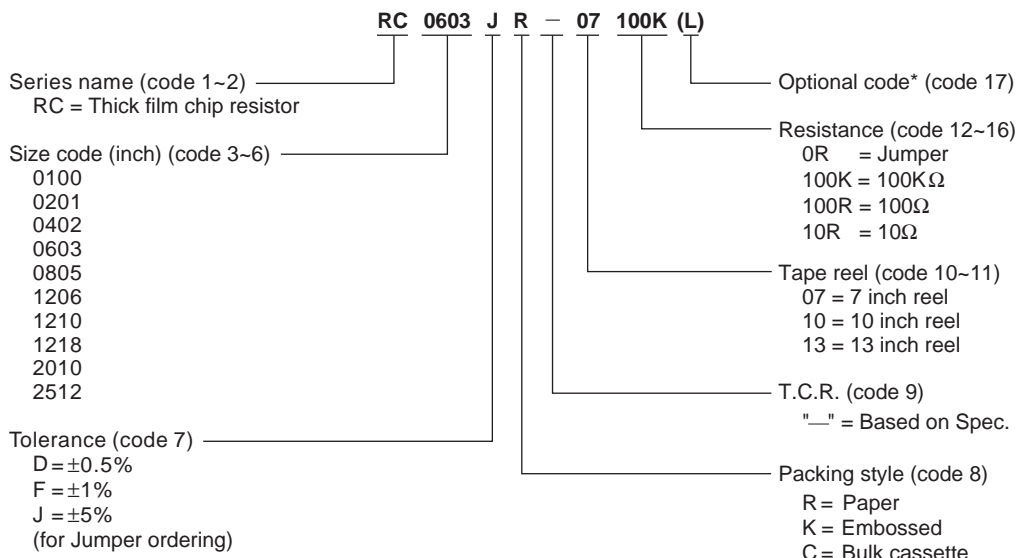 RC 0603 J R — 07 100K (L)
Series name (code 1~2)
RC = Thick film chip resistor
Size code (inch) (code 3~6)
0100
0201
0402
0603
0805
1206
1210
1218
2010
2512
Tolerance (code 7)
D=±0.5%
F=±1%
J=±5%
(for Jumper ordering)
Optional code* (code 17)
Resistance (code 12~16)
0R = Jumper
100K = 100KΩ
100R = 100Ω
10R = 10Ω
Tape reel (code 10~11)
07 = 7 inch reel
10 = 10 inch reel
13 = 13 inch reel
T.C.R. (code 9)
"—" = Based on Spec.
Packing style (code 8)
R = Paper
K = Embossed
C = Bulk cassette